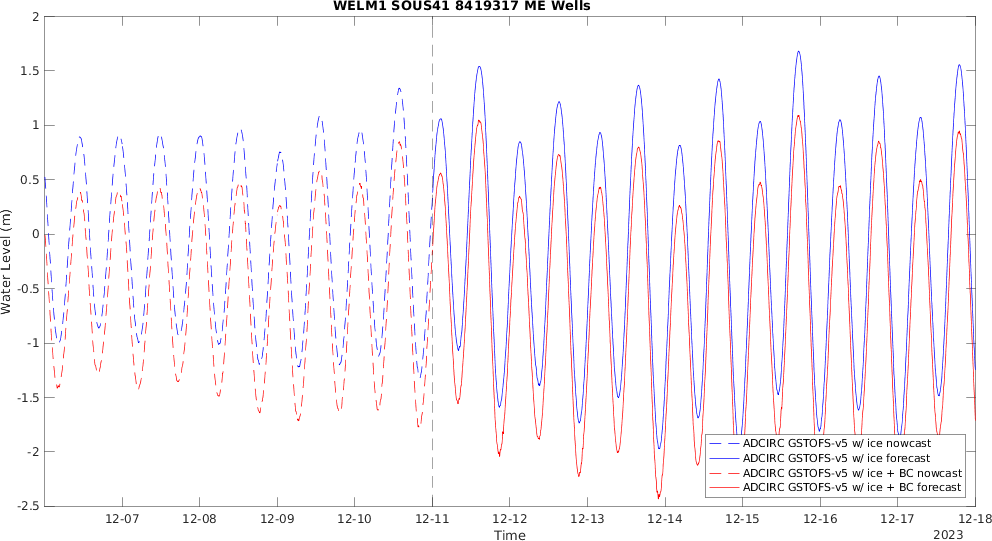 WELM1 SOUS41 8419317 ME Wells
2
1.5
1
0.5
0
-0.5
-1
-1.5
-2
-2.5
Water Level (m)
ADCIRC GSTOFS-v5 w/ ice nowcast
ADCIRC GSTOFS-v5 w/ ice forecast
ADCIRC GSTOFS-v5 w/ ice + BC nowcast
ADCIRC GSTOFS-v5 w/ ice + BC forecast
12-07 12-08 12-09 12-10 12-11 12-12 12-13 12-14 12-15 12-16 12-17 12-18
Time
2023